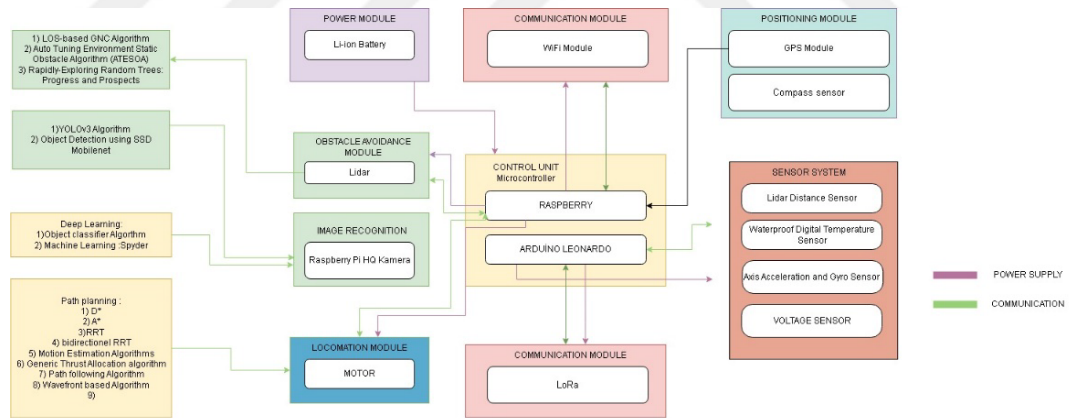 POWER MODULE
Li-ion Battery
COMMUNICATION MODULE
WiFi Module
POSITIONING MODULE
GPS Module
Compass sensor
1) LOS-based GNC Algorithm
2) Auto Tuning Environment Static
Obstacle Algorithm (ATESOA)
3) Rapidly-Exploring Random Trees:
Progress and Prospects
1)YOLOv3 Algorithm
2) Object Detection using SSD
Mobilenet
OBSTACLE AVOIDANCE
MODULE
Lidar
CONTROL UNIT
Microcontroller
RASPBERRY
ARDUİNO LEONARDO
SENSOR SYSTEM
Lidar Distance Sensor
Waterproof Digital Temperature
Sensor
Axis Acceleration and Gyro Sensor
VOLTAGE SENSOR
POWER SUPPLY
COMMUNICATION
Deep Learning:
1)Object classifier Algorithm
2) Machine Learning :Spyder
IMAGE RECOGNITION
Raspberry Pi HQ Kamera
Path planning :
1) D*
2) A*
3)RRT
4) bidirectionel RRT
5) Motion Estimation Algorithms
6) Generic Thrust Allocation algorithm
7) Path following Algorithm
8) Wavefront based Algorithm
9)
LOCOMATION MODULE
MOTOR
COMMUNICATION MODULE
LoRa